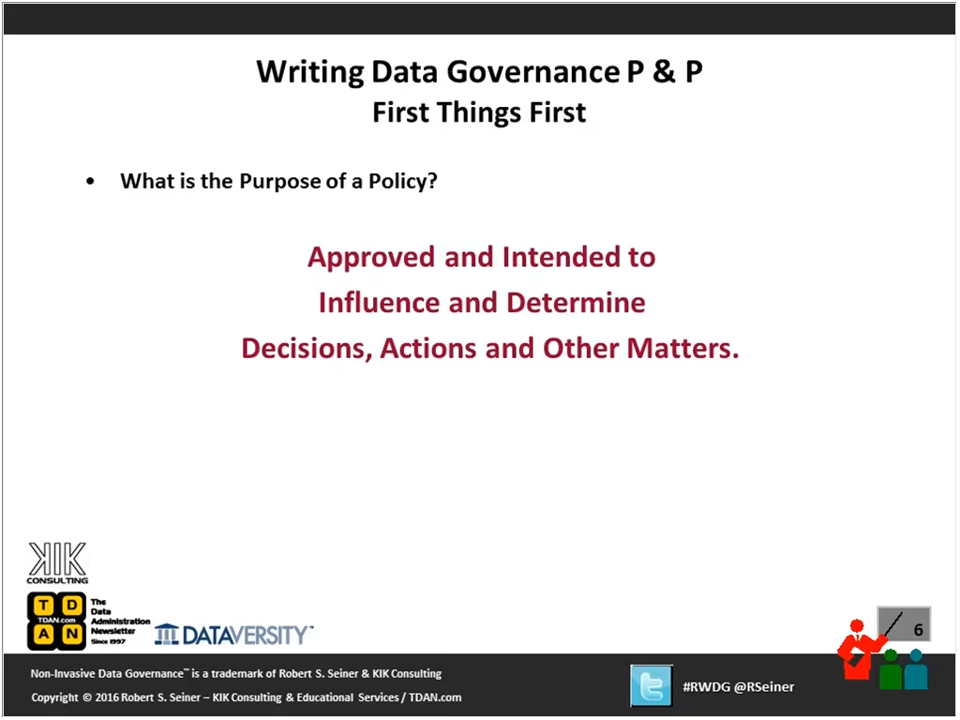 Writing Data Governance P & P
First Things First
• What is the Purpose of a Policy?
Approved and Intended to
Influence and Determine
Decisions, Actions and Other Matters.
KIK
CONSULTING
T D
TDAN.com
A N
The
Data
Administration
Newsletter
Since 1997
DATAVERSITY™
6
Non-Invasive Data Governance™ is a trademark of Robert S. Seiner & KIK Consulting
Copyright © 2016 Robert S. Seiner – KIK Consulting & Educational Services / TDAN.com
#RWDG @RSeiner